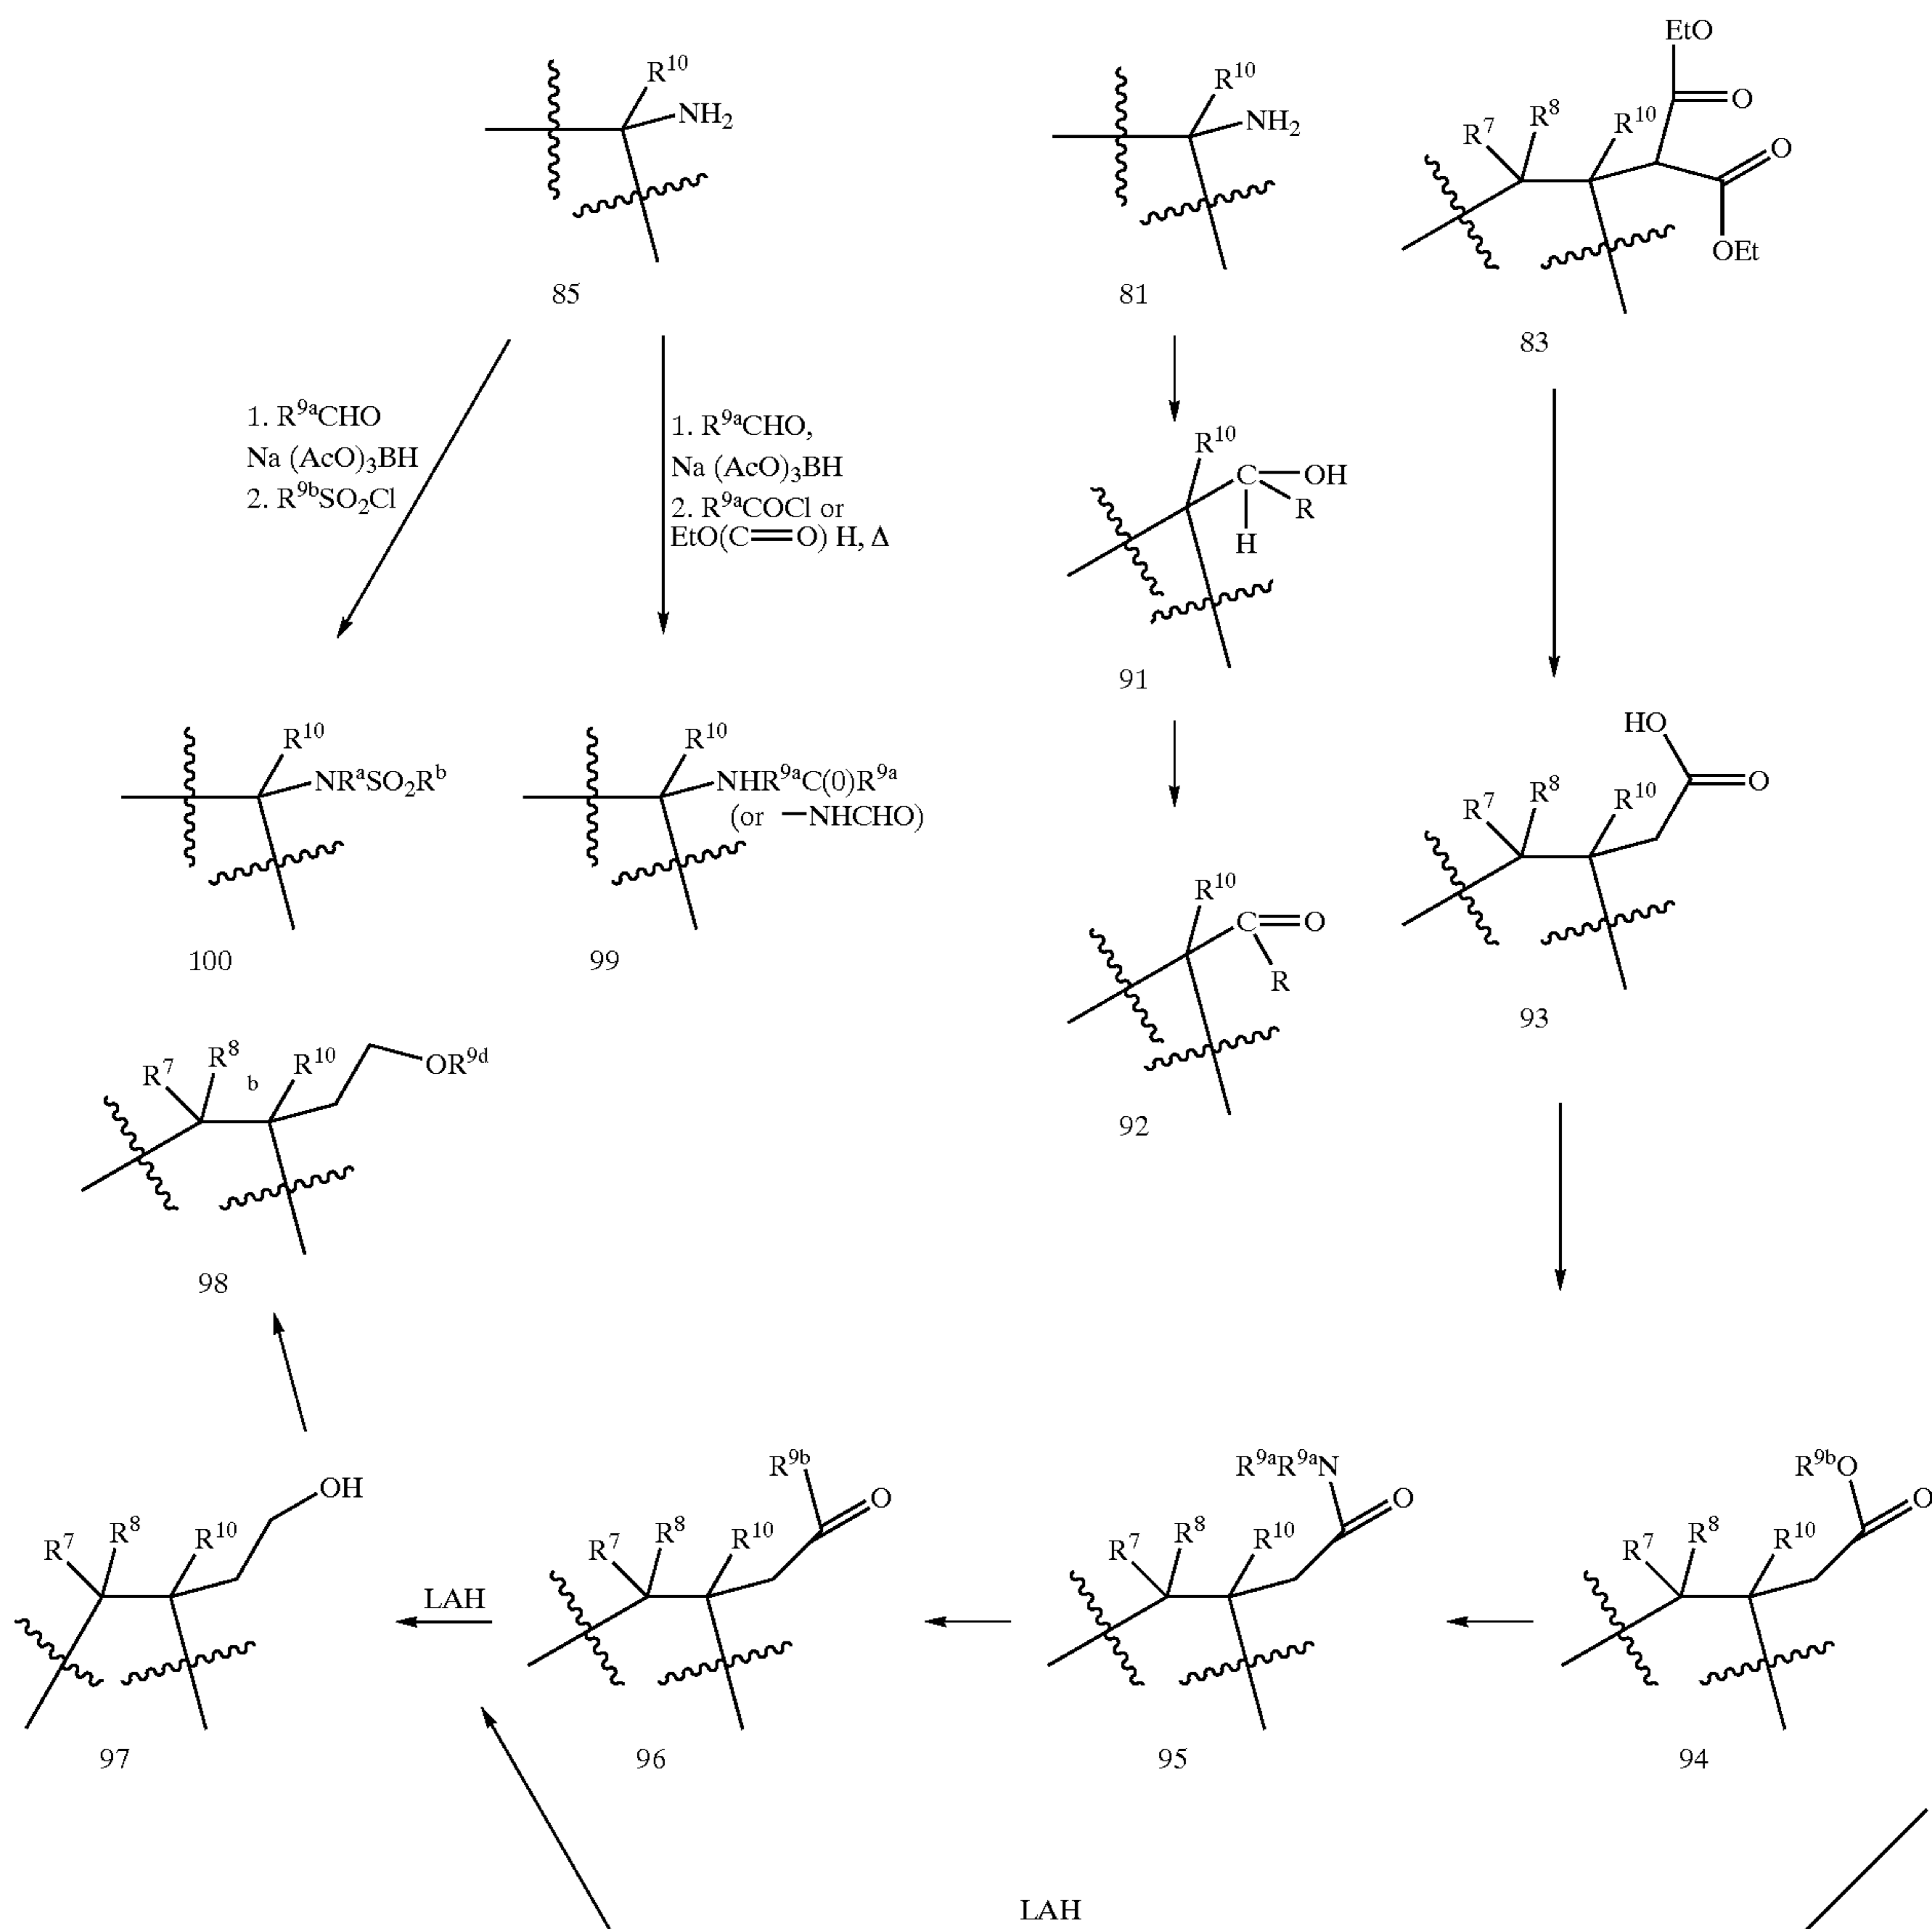 R¹⁰
NH₂
85
1. R⁹ᵃCHO
Na (AcO)₃BH
2. R⁹ᵇSO₂Cl
1. R⁹ᵃCHO,
Na (AcO)₃BH
2. R⁹ᵃCOCl or
EtO(C=O) H, Δ
R¹⁰
NRᵃSO₂Rᵇ
100
R¹⁰
NHR⁹ᵃC(0)R⁹ᵃ
(or —NHCHO)
99
R¹⁰
NH₂
81
R¹⁰
C—OH
R
H
91
R¹⁰
C=O
R
92
EtO
O
R⁷ R⁸ R¹⁰
O
OEt
83
HO
O
R⁷ R⁸ R¹⁰
93
R⁷ R⁸ b R¹⁰
OR⁹ᵈ
98
OH
R⁷ R⁸ R¹⁰
97
LAH
R⁹ᵇ
O
R⁷ R⁸ R¹⁰
96
R⁹ᵃR⁹ᵃN
O
R⁷ R⁸ R¹⁰
95
R⁹ᵇO
O
R⁷ R⁸ R¹⁰
94
LAH